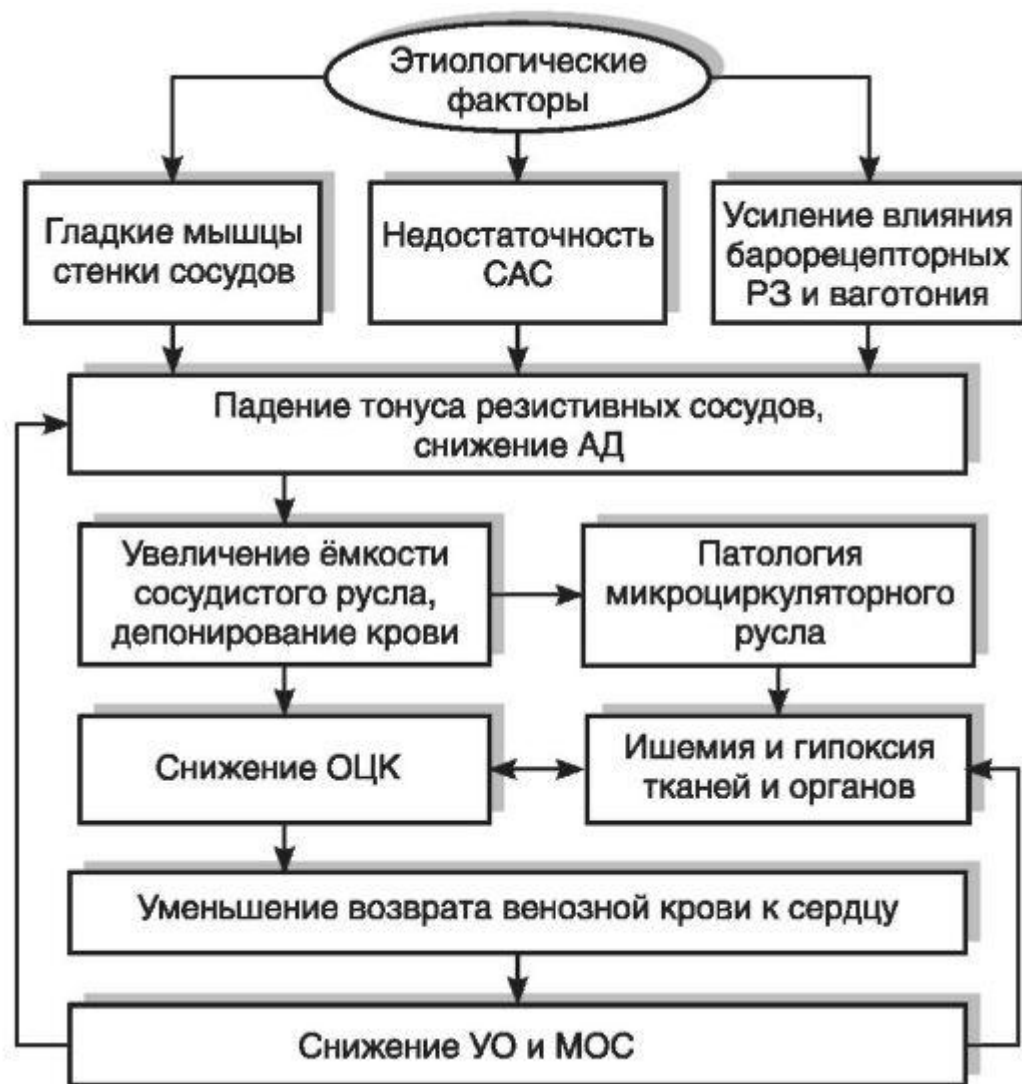 Этиологические
факторы
Гладкие мышцы
стенки сосудов
Недостаточность
САС
Усиление влияния
барорецепторных
РЗ и ваготония
Падение тонуса резистивных сосудов,
снижение АД
Увеличение ёмкости
сосудистого русла,
депонирование крови
Патология
микроциркуляторного
русла
Снижение ОЦК
Ишемия и гипоксия
тканей и органов
Уменьшение возврата венозной крови к сердцу
Снижение УО и МОС